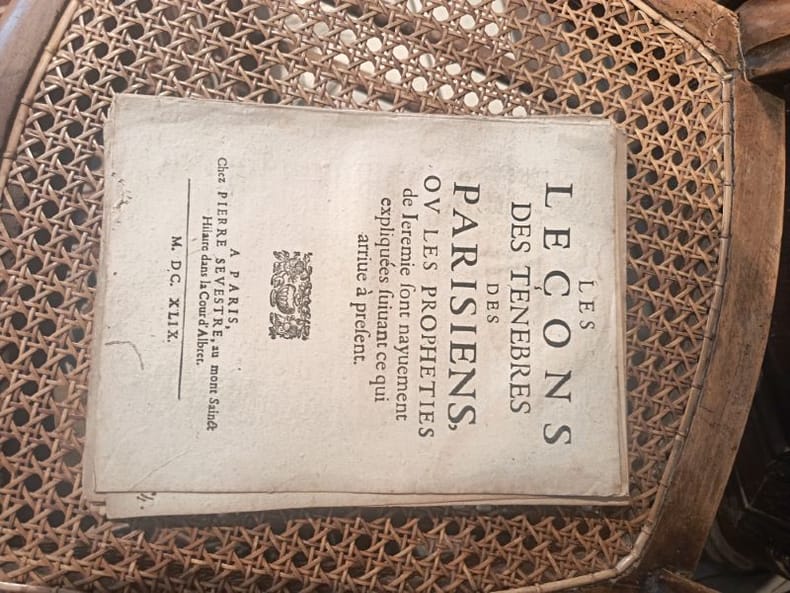 LES
LEÇONS
DES TENEBRES
DES
PARISIENS,
OV LES PROPHETIES
de Ieremie ſont nayuement
expliquées ſuiuant ce qui
arriue à preſent.
A PARIS,
Chez PIERRE SEVESTRE, au mont Sainct
Hilaire dans la Cour d'Albret.
M. D C. XLIX.